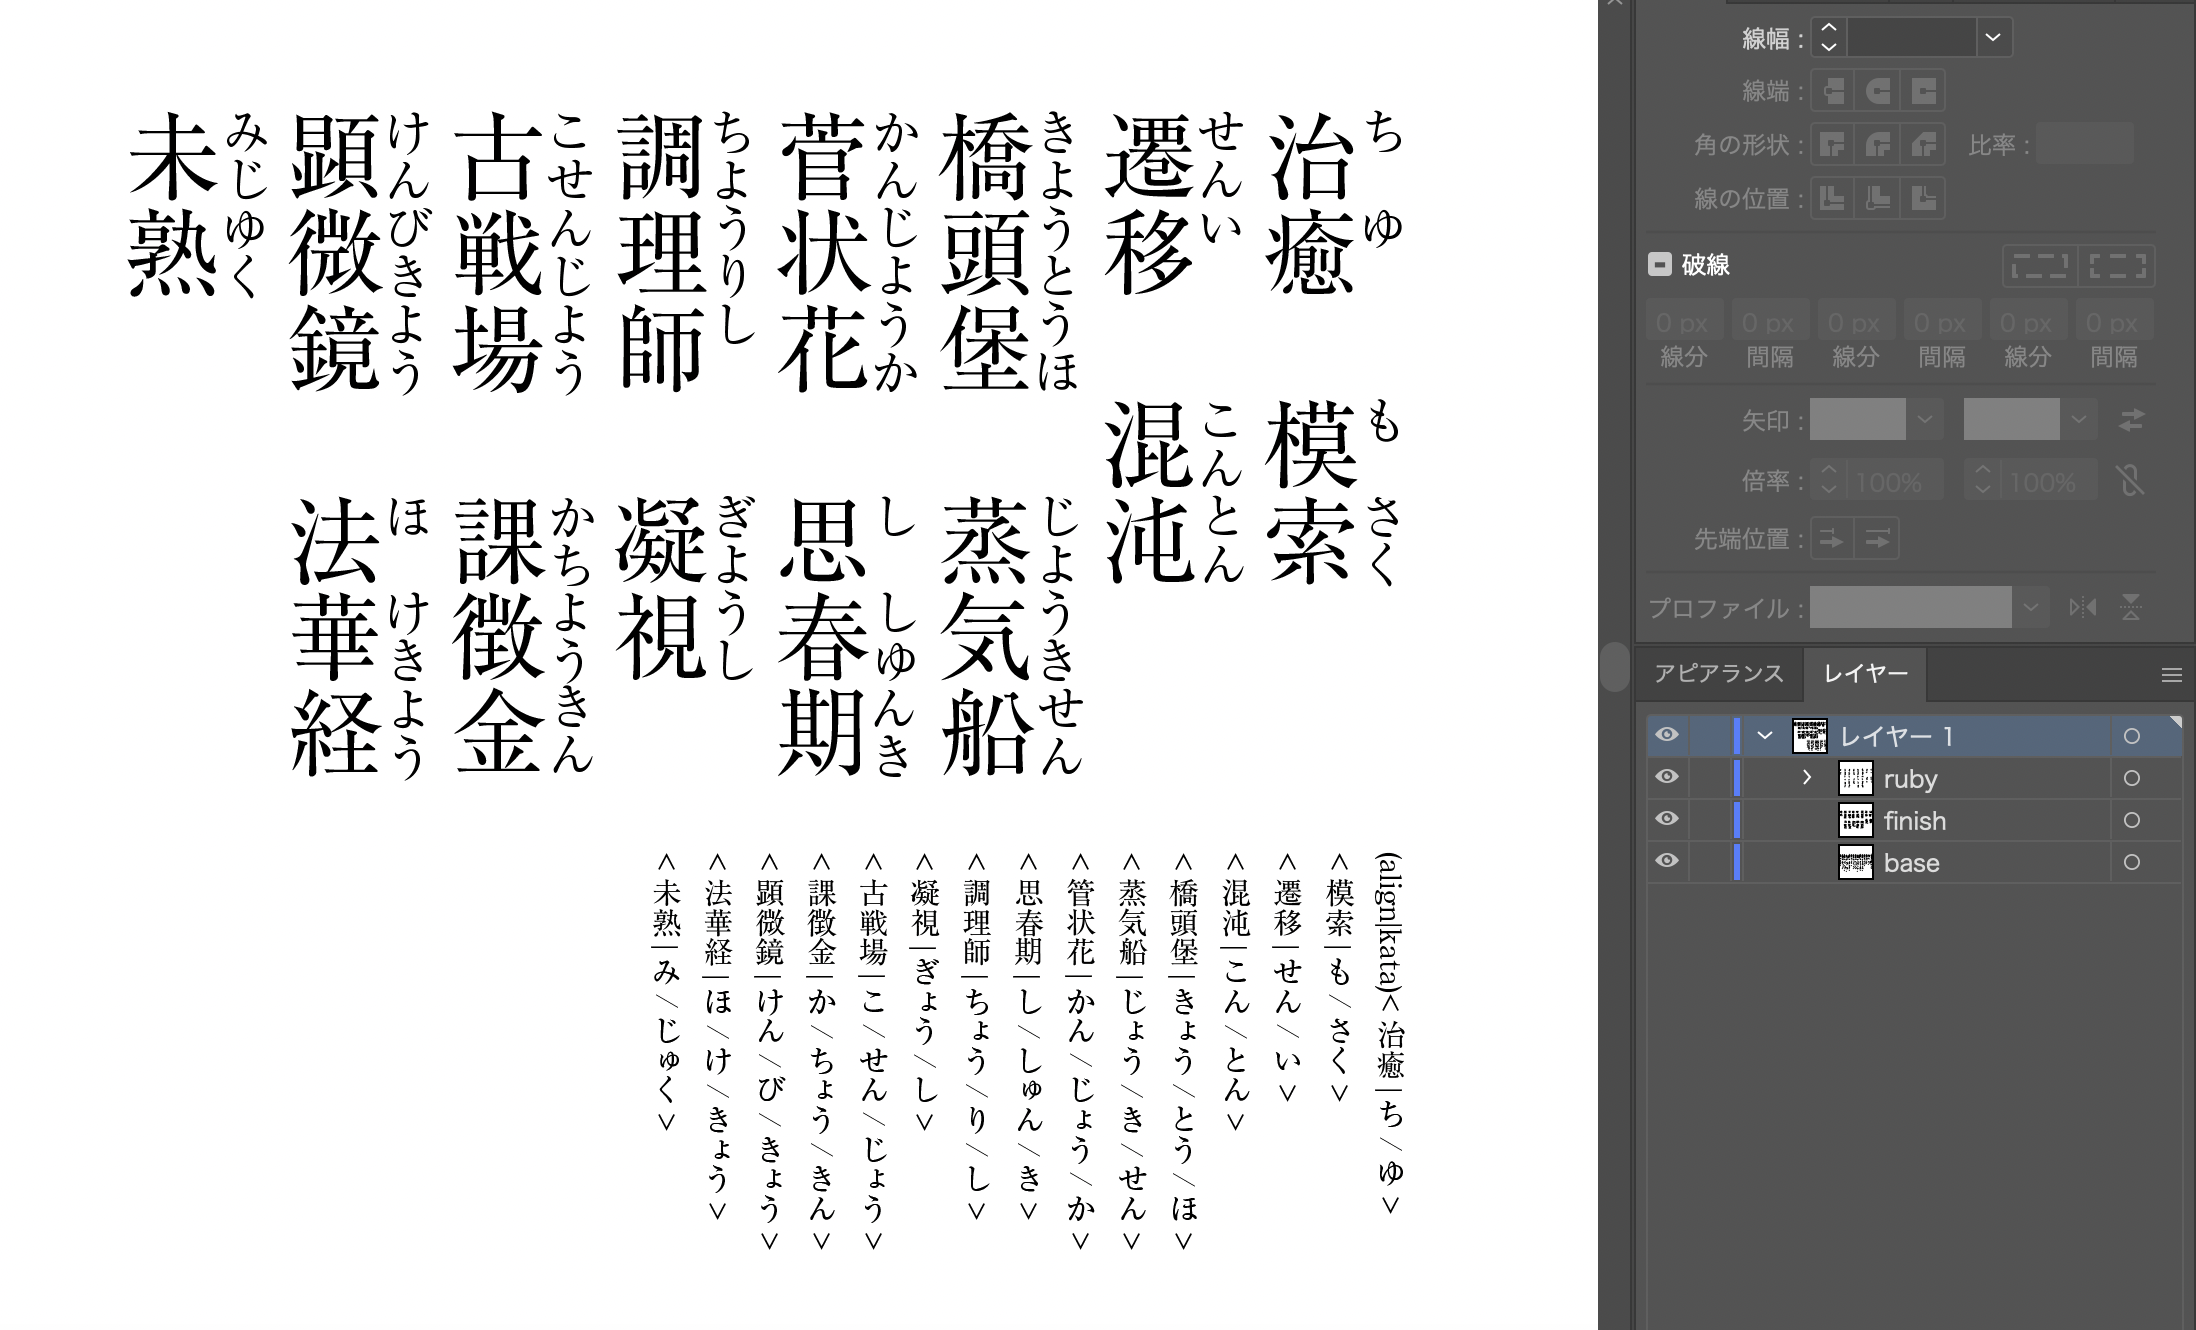 ち ゆ も さく
治癒 模索
せん い こん とん
遷移 混沌
きようとうほ じようきせん
橋頭堡 蒸気船
かんじようか し しゆんき
菅状花 思春期
ちようりし ぎようし
調理師 凝視
こせんじよう かちようきん
古戦場 課徴金
けんびきよう ほ けきよう
顕微鏡 法華経
みじゆく
未熟
(align|kata)<治癒|ち/ゆ>
<模索|も/さく>
<遷移|せん/い>
<混沌|こん/とん>
<橋頭堡|きょう/とう/ほ>
<蒸気船|じょう/き/せん>
<管状花|かん/じょう/か>
<思春期|し/しゅん/き>
<調理師|ちょう/り/し>
<凝視|ぎょう/し>
<古戦場|こ/せん/じょう>
<課徴金|か/ちょう/きん>
<顕微鏡|けん/び/きょう>
<法華経|ほ/け/きょう>
<未熟|み/じゅく>
線幅 :
線端 :
角の形状 : 比率 :
線の位置 :
破線
0 px 0 px 0 px 0 px 0 px 0 px
線分 間隔 線分 間隔 線分 間隔
矢印 :
倍率 : 100% 100%
先端位置 :
プロファイル :
アピアランス レイヤー
レイヤー 1
ruby
finish
base